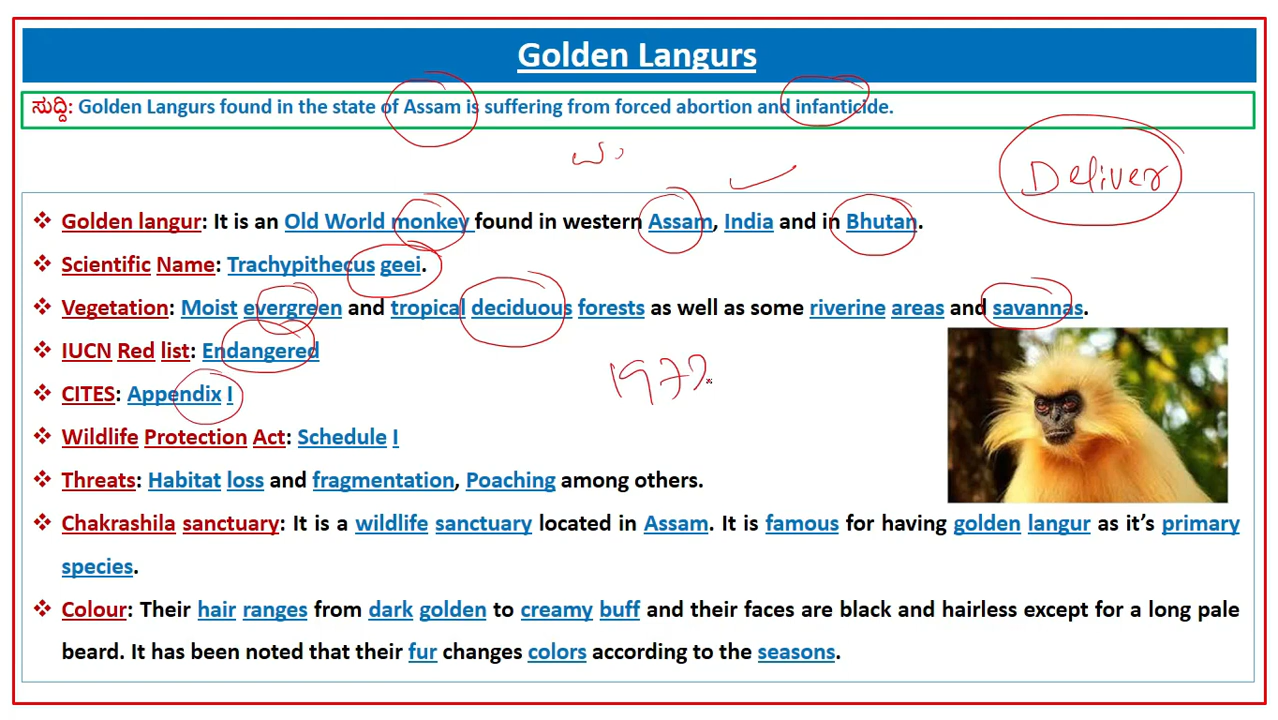 Golden Langurs
ಸುದ್ದಿ: Golden Langurs found in the state of Assam is suffering from forced abortion and infanticide.
Deliver
❖ Golden langur: It is an Old World monkey found in western Assam, India and in Bhutan.
❖ Scientific Name: Trachypithecus geei.
❖ Vegetation: Moist evergreen and tropical deciduous forests as well as some riverine areas and savannas.
❖ IUCN Red list: Endangered
❖ CITES: Appendix I
❖ Wildlife Protection Act: Schedule I
❖ Threats: Habitat loss and fragmentation, Poaching among others.
❖ Chakrashila sanctuary: It is a wildlife sanctuary located in Assam. It is famous for having golden langur as it’s primary
species.
❖ Colour: Their hair ranges from dark golden to creamy buff and their faces are black and hairless except for a long pale
beard. It has been noted that their fur changes colors according to the seasons.